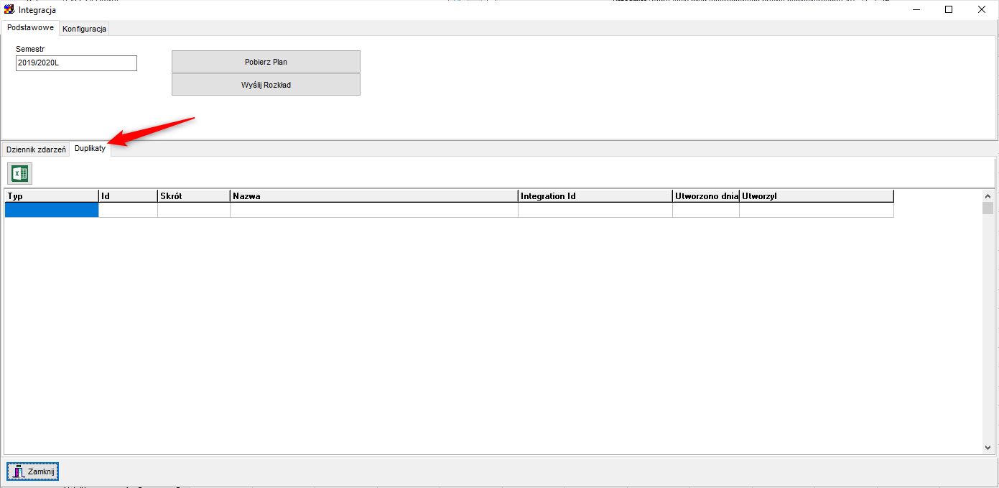 Integracja
Podstawowe Konfiguracja
Semestr
2019/2020L
Pobierz Plan
Wyślij Rozkład
Dziennik zdarzeń Duplikaty
Typ Id Skrót Nazwa Integration Id Utworzono dnia Utworzyl
Zamknij